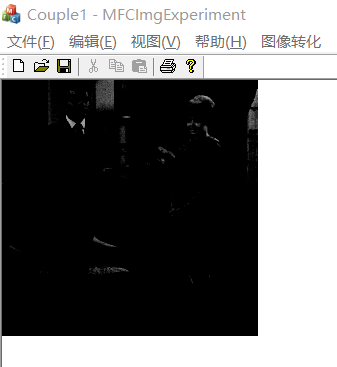 Couple1 - MFCImgExperiment
文件(F) 编辑(E) 视图(V) 帮助(H) 图像转化